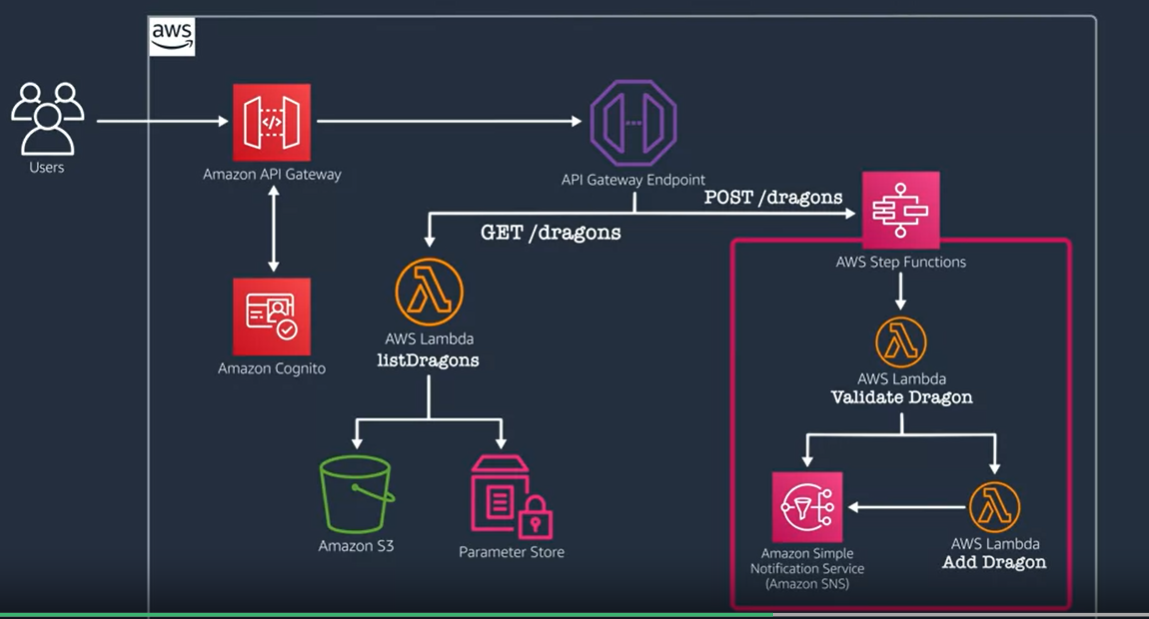 aws
Users
Amazon API Gateway
API Gateway Endpoint
POST /dragons
GET /dragons
AWS Step Functions
AWS Lambda
listDragons
Amazon Cognito
AWS Lambda
Validate Dragon
Amazon S3
Parameter Store
Amazon Simple
Notification Service
(Amazon SNS)
AWS Lambda
Add Dragon